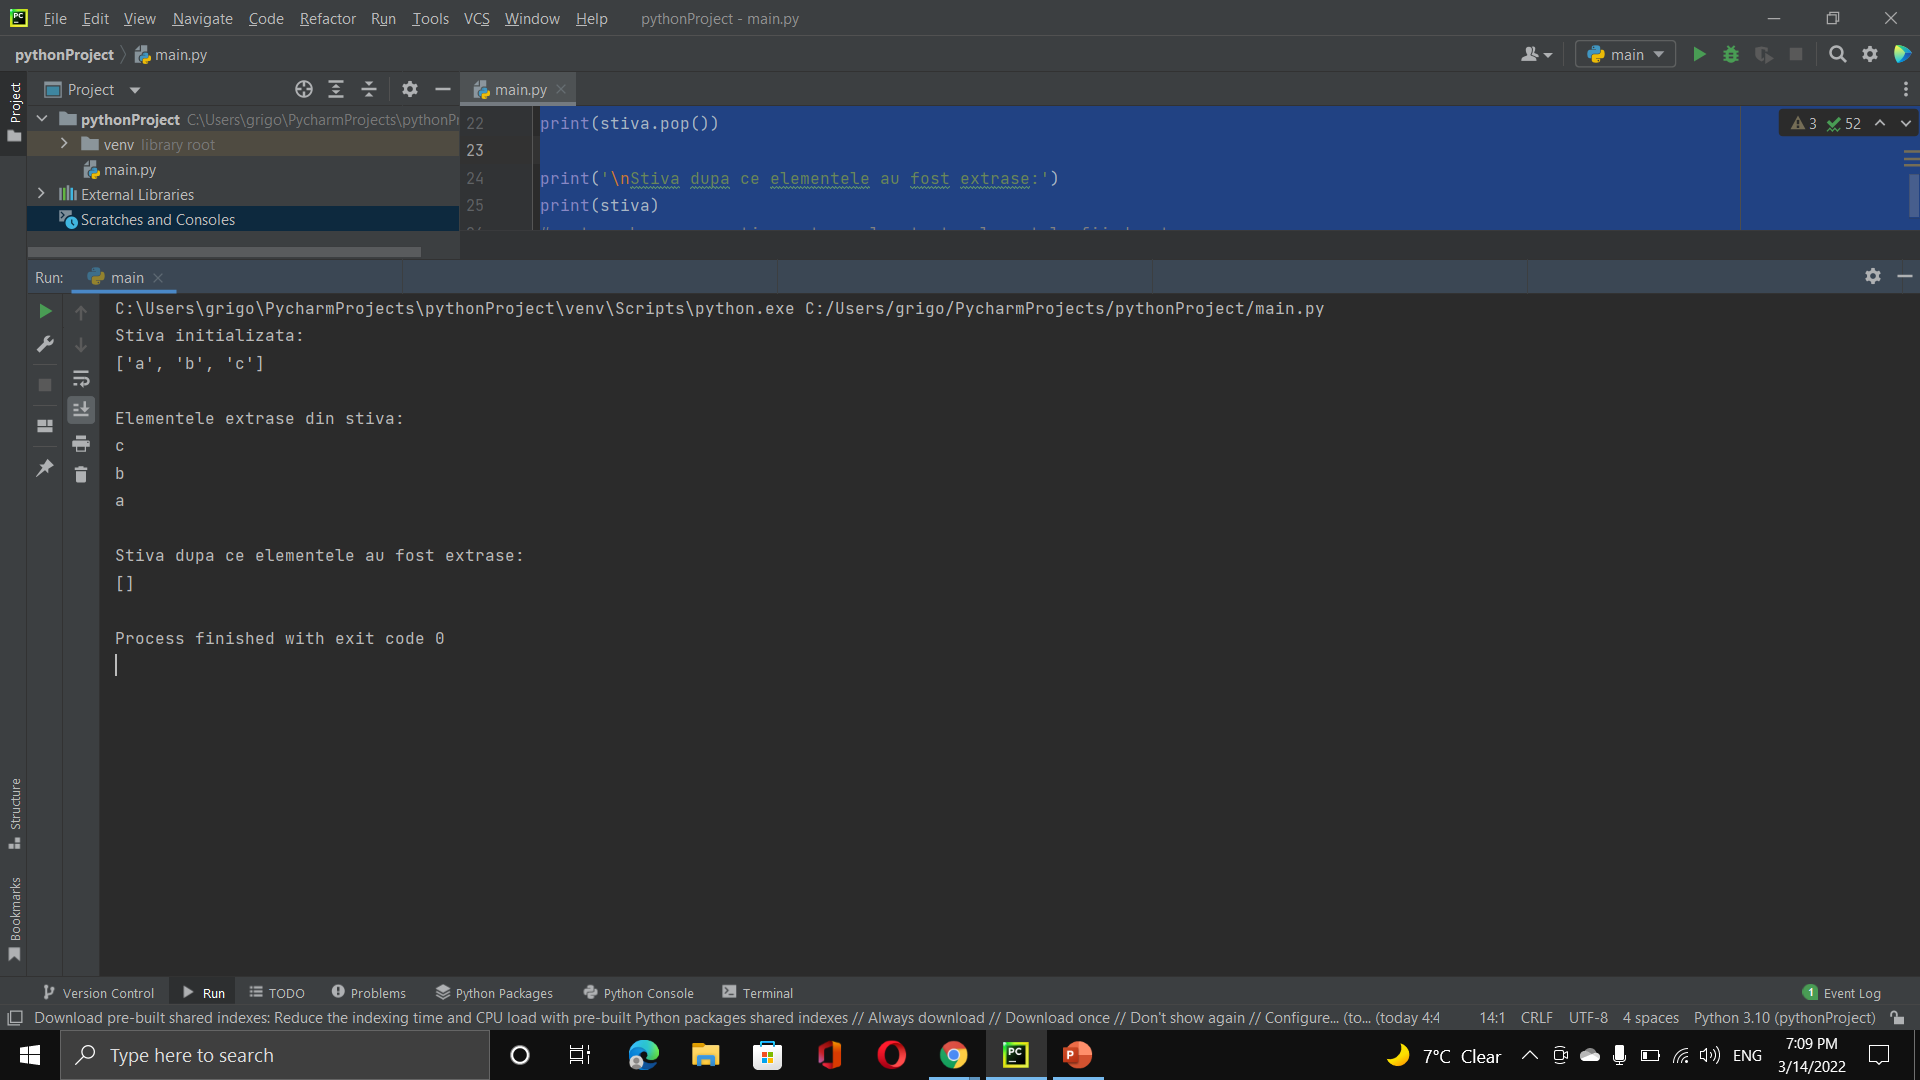 File Edit View Navigate Code Refactor Run Tools VCS Window Help pythonProject - main.py
pythonProject main.py
main
Project
Project
main.py
pythonProject C:\Users\grigo\PycharmProjects\pythonPr
venv library root
main.py
External Libraries
Scratches and Consoles
22 print(stiva.pop())
23
24 print('\nStiva dupa ce elementele au fost extrase:')
25 print(stiva)
3 52
Run: main
C:\Users\grigo\PycharmProjects\pythonProject\venv\Scripts\python.exe C:/Users/grigo/PycharmProjects/pythonProject/main.py
Stiva initializata:
['a', 'b', 'c']
Elementele extrase din stiva:
c
b
a
Stiva dupa ce elementele au fost extrase:
[]
Process finished with exit code 0
Structure
Bookmarks
Version Control Run TODO Problems Python Packages Python Console Terminal 1 Event Log
Download pre-built shared indexes: Reduce the indexing time and CPU load with pre-built Python packages shared indexes // Always download // Download once // Don't show again // Configure... (to... (today 4:4 14:1 CRLF UTF-8 4 spaces Python 3.10 (pythonProject)
Type here to search
PC
P
7°C Clear
ENG
7:09 PM
3/14/2022